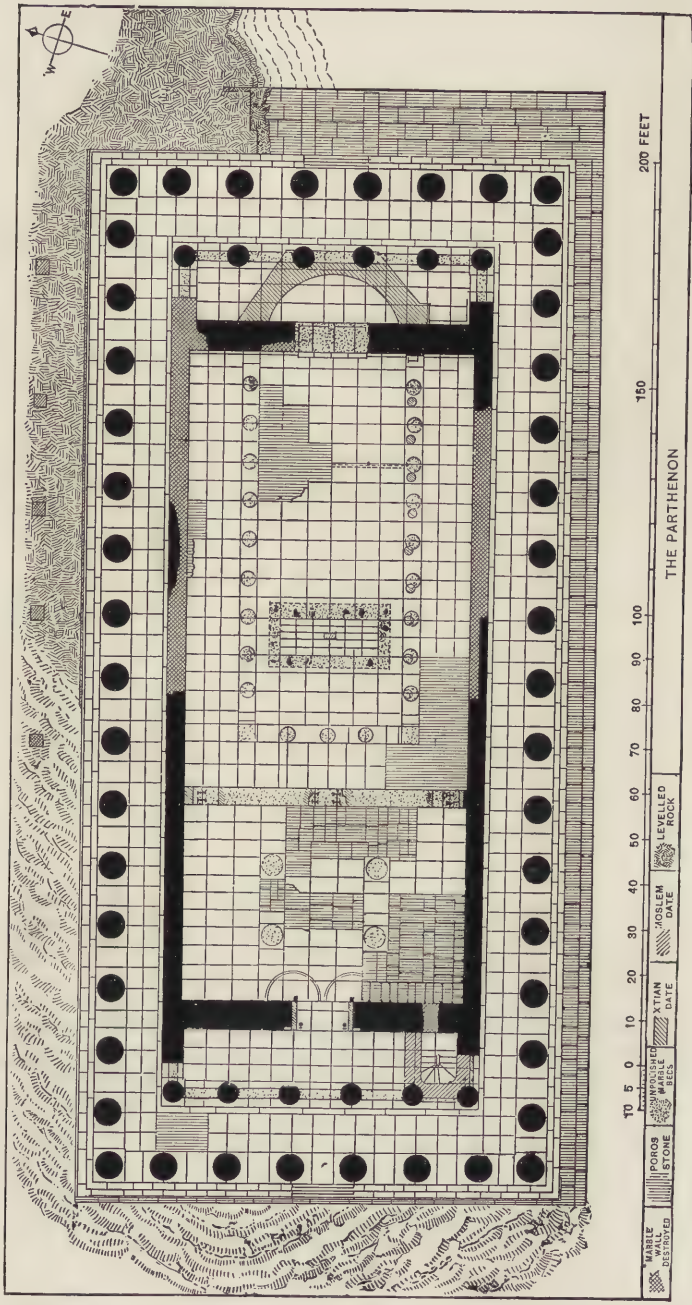 W E
10 5 0 10 20 30 40 50 60 70 80 90 100 150 200 FEET
MARBLE
WALL
DESTROYED
POROS
STONE
UNPOLISHED
MARBLE
BECS
XTIAN
DATE
MOSLEM
DATE
LEVELLED
ROCK
THE PARTHENON